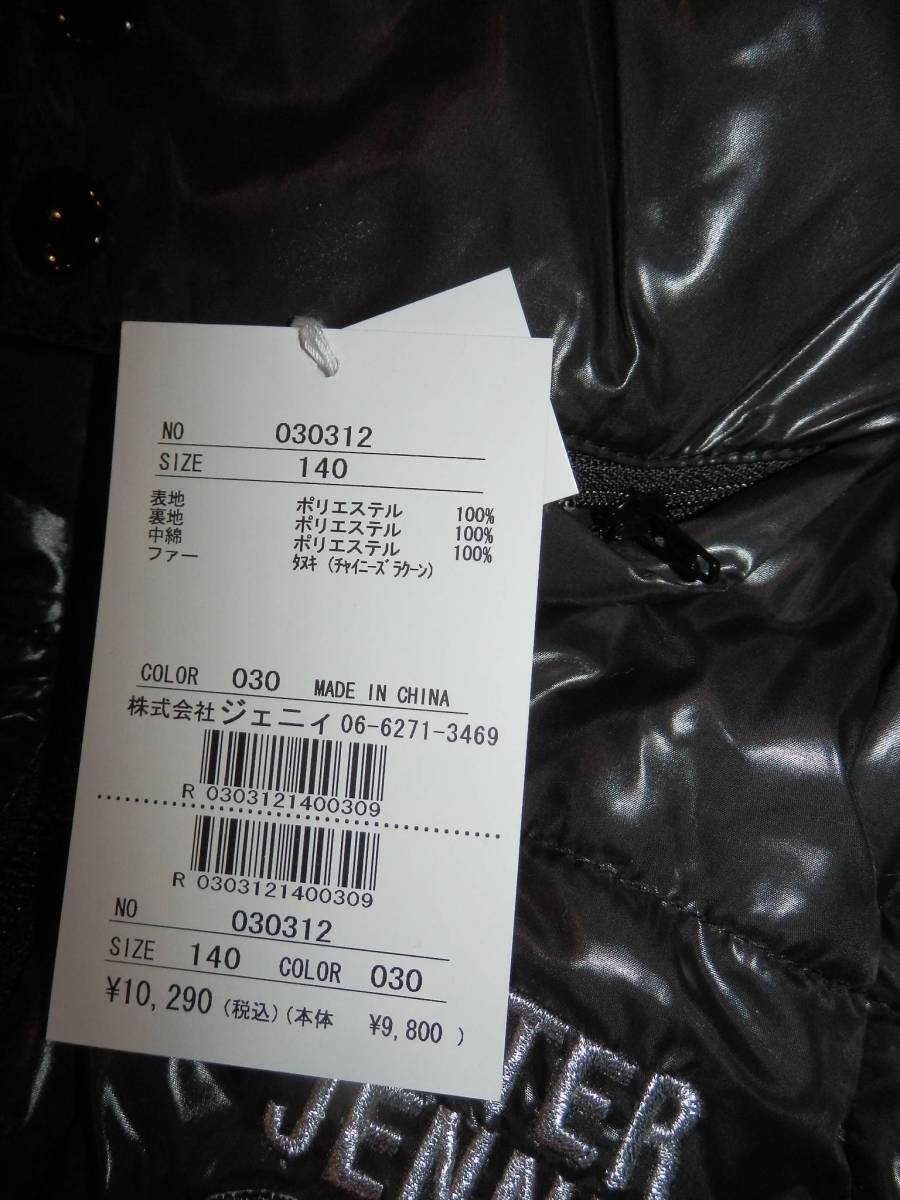 NO 030312
SIZE 140
表地 ポリエステル 100%
裏地 ポリエステル 100%
中綿 ポリエステル 100%
ファー タヌキ (チャイニーズラクーン)
COLOR 030 MADE IN CHINA
株式会社 ジェニィ 06-6271-3469
R 0303121400309
R 0303121400309
NO 030312
SIZE 140 COLOR 030
¥10,290 (税込) (本体 ¥9,800 )